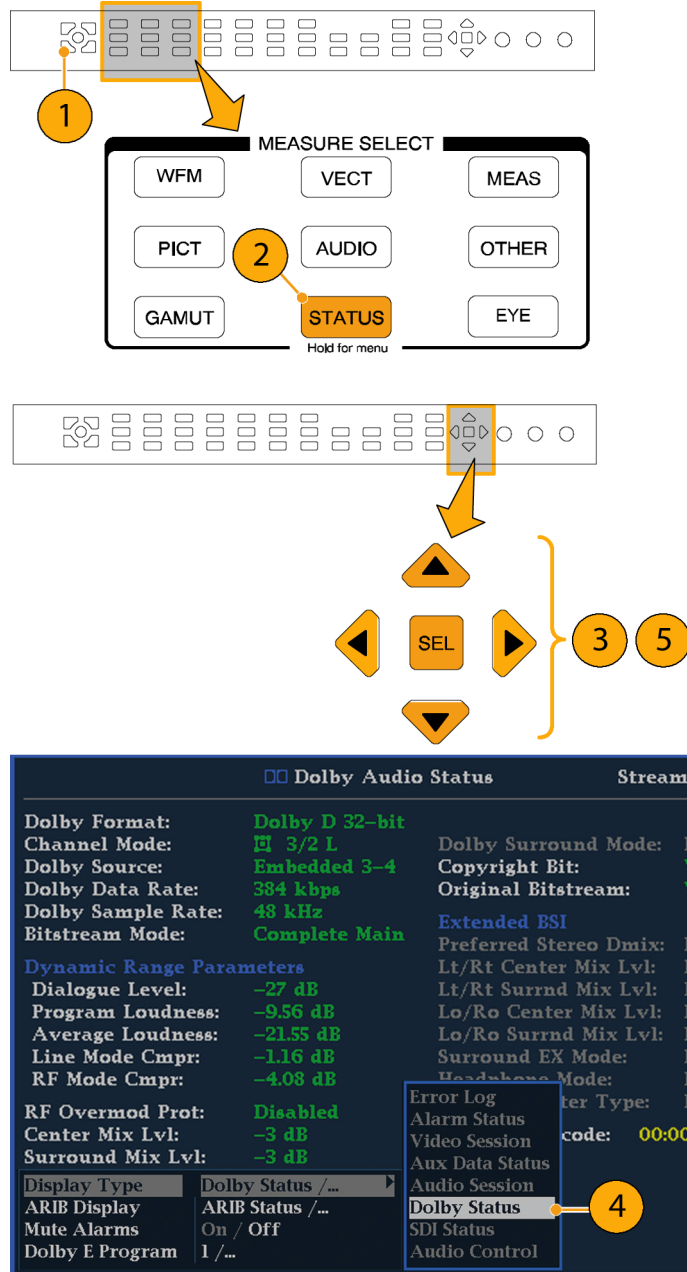 1
MEASURE SELECT
WFM VECT MEAS
PICT 2 AUDIO OTHER
GAMUT STATUS EYE
Hold for menu
SEL 3 5
Dolby Audio Status Stream
Dolby Format: Dolby D 32-bit
Channel Mode: 3/2 L Dolby Surround Mode:
Dolby Source: Embedded 3-4 Copyright Bit:
Dolby Data Rate: 384 kbps Original Bitstream:
Dolby Sample Rate: 48 kHz
Bitstream Mode: Complete Main
Extended BSI
Preferred Stereo Dmix:
Dynamic Range Parameters Lt/Rt Center Mix Lvl:
Dialogue Level: -27 dB Lt/Rt Surrnd Mix Lvl:
Program Loudness: -9.56 dB Lo/Ro Center Mix Lvl:
Average Loudness: -21.55 dB Lo/Ro Surrnd Mix Lvl:
Line Mode Cmpr: -1.16 dB Surround EX Mode:
RF Mode Cmpr: -4.08 dB Headphone Mode:
ter Type:
RF Overmod Prot: Disabled
Center Mix Lvl: -3 dB code: 00:00
Surround Mix Lvl: -3 dB
Display Type Dolby Status /...
ARIB Display ARIB Status /...
Mute Alarms On / Off
Dolby E Program 1 /...
Error Log
Alarm Status
Video Session
Aux Data Status
Audio Session
Dolby Status 4
SDI Status
Audio Control